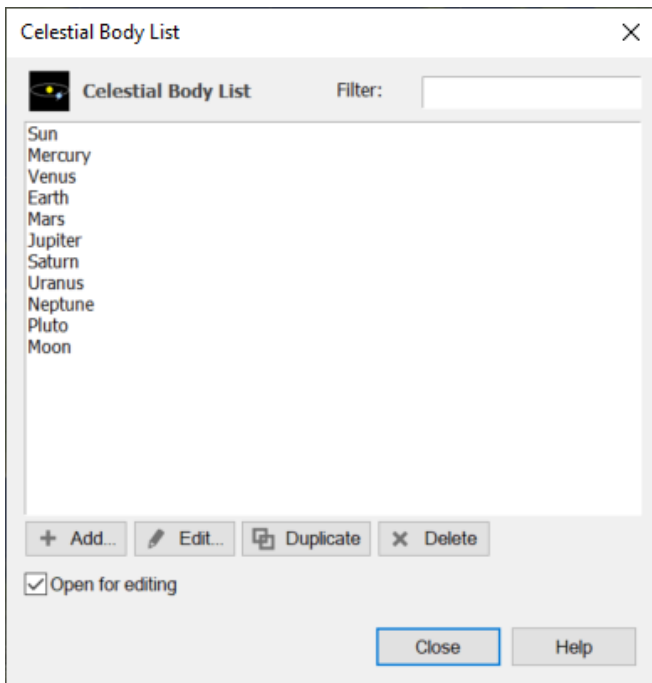 Celestial Body List
Celestial Body List Filter:
Sun
Mercury
Venus
Earth
Mars
Jupiter
Saturn
Uranus
Neptune
Pluto
Moon
Add... Edit... Duplicate Delete
Open for editing
Close Help